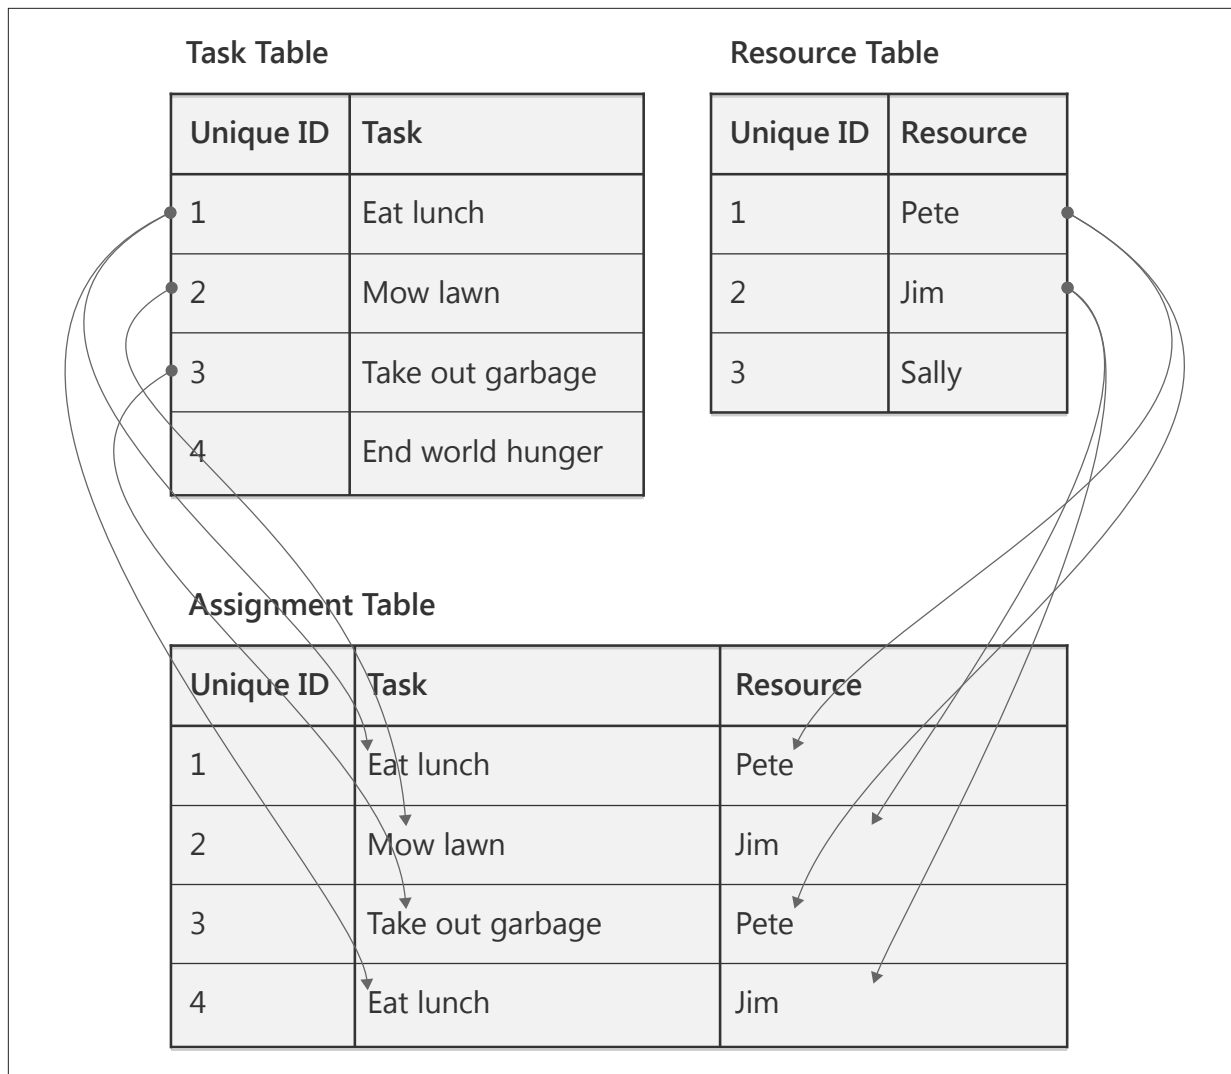 Task Table
Unique ID Task
1 Eat lunch
2 Mow lawn
3 Take out garbage
4 End world hunger
Resource Table
Unique ID Resource
1 Pete
2 Jim
3 Sally
Assignment Table
Unique ID Task Resource
1 Eat lunch Pete
2 Mow lawn Jim
3 Take out garbage Pete
4 Eat lunch Jim